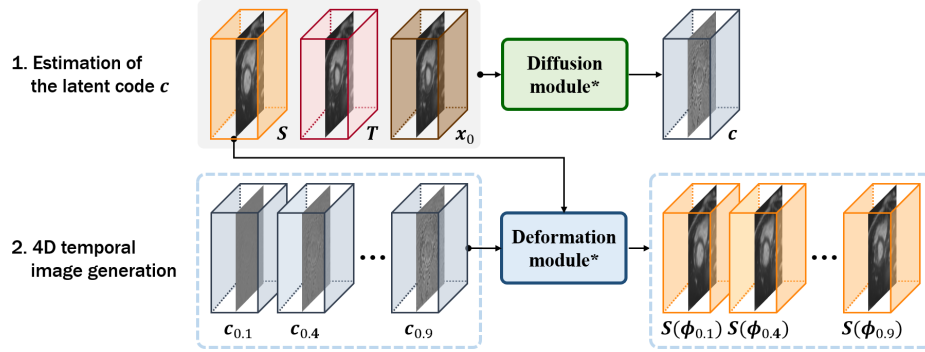 1. Estimation of
the latent code c
S
T
x₀
Diffusion
module*
c
2. 4D temporal
image generation
c₀.₁
c₀.₄
•••
c₀.₉
Deformation
module*
S(ϕ₀.₁)
S(ϕ₀.₄)
•••
S(ϕ₀.₉)